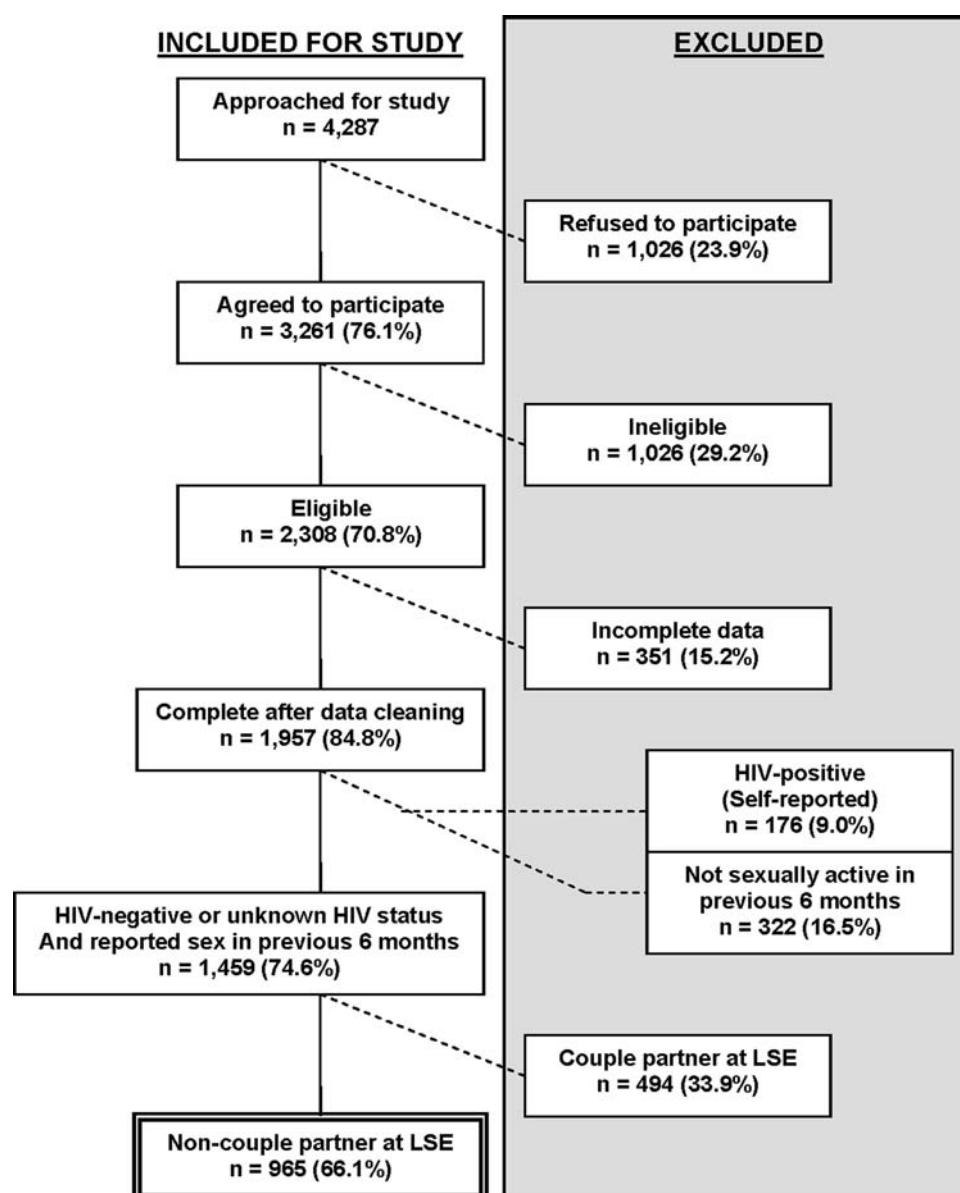 INCLUDED FOR STUDY
EXCLUDED
Approached for study
n = 4,287
Refused to participate
n = 1,026 (23.9%)
Agreed to participate
n = 3,261 (76.1%)
Ineligible
n = 1,026 (29.2%)
Eligible
n = 2,308 (70.8%)
Incomplete data
n = 351 (15.2%)
Complete after data cleaning
n = 1,957 (84.8%)
HIV-positive
(Self-reported)
n = 176 (9.0%)
Not sexually active in
previous 6 months
n = 322 (16.5%)
HIV-negative or unknown HIV status
And reported sex in previous 6 months
n = 1,459 (74.6%)
Couple partner at LSE
n = 494 (33.9%)
Non-couple partner at LSE
n = 965 (66.1%)